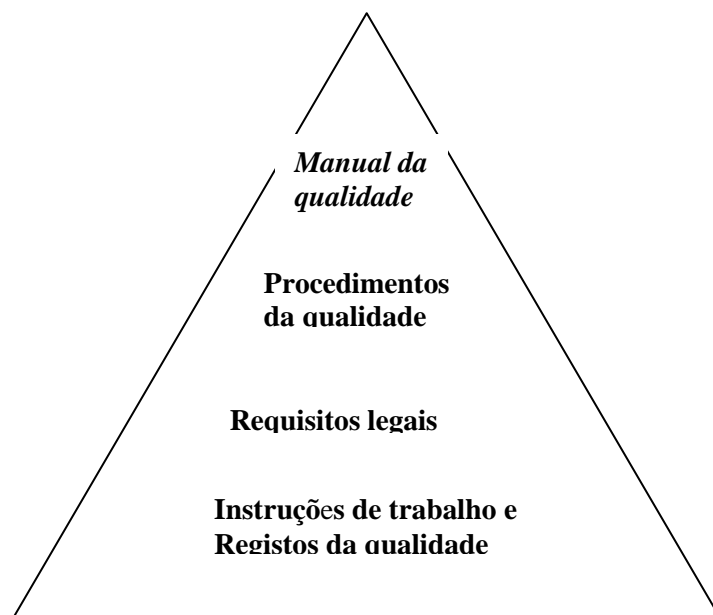 Manual da
qualidade
Procedimentos
da qualidade
Requisitos legais
Instruções de trabalho e
Registos da qualidade